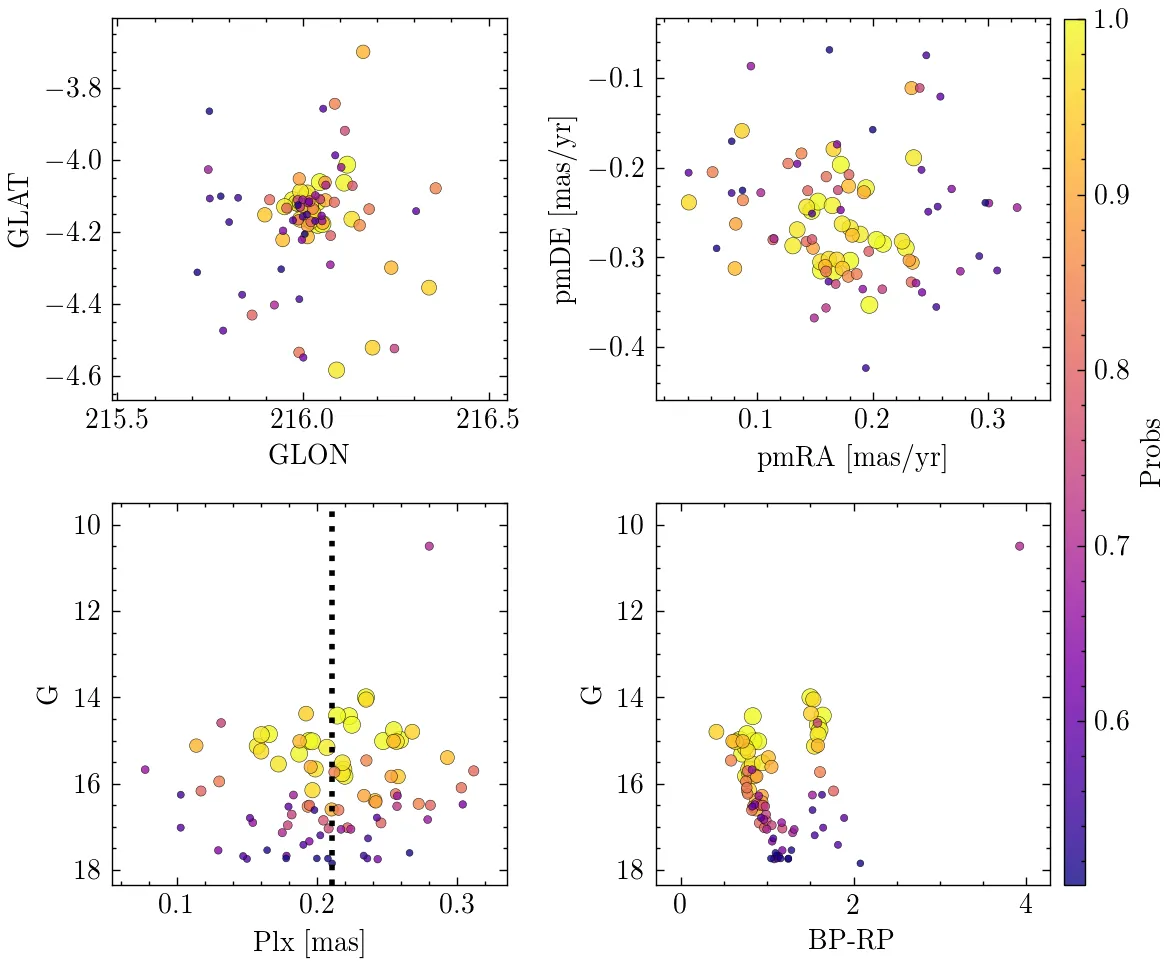 −3.8
−4.0
−4.2
−4.4
−4.6
GLAT
215.5 216.0 216.5
GLON
−0.1
−0.2
−0.3
−0.4
pmDE [mas/yr]
0.1 0.2 0.3
pmRA [mas/yr]
10
12
14
16
18
G
0.1 0.2 0.3
Plx [mas]
10
12
14
16
18
G
0 2 4
BP-RP
1.0
0.9
0.8
0.7
0.6
Probs